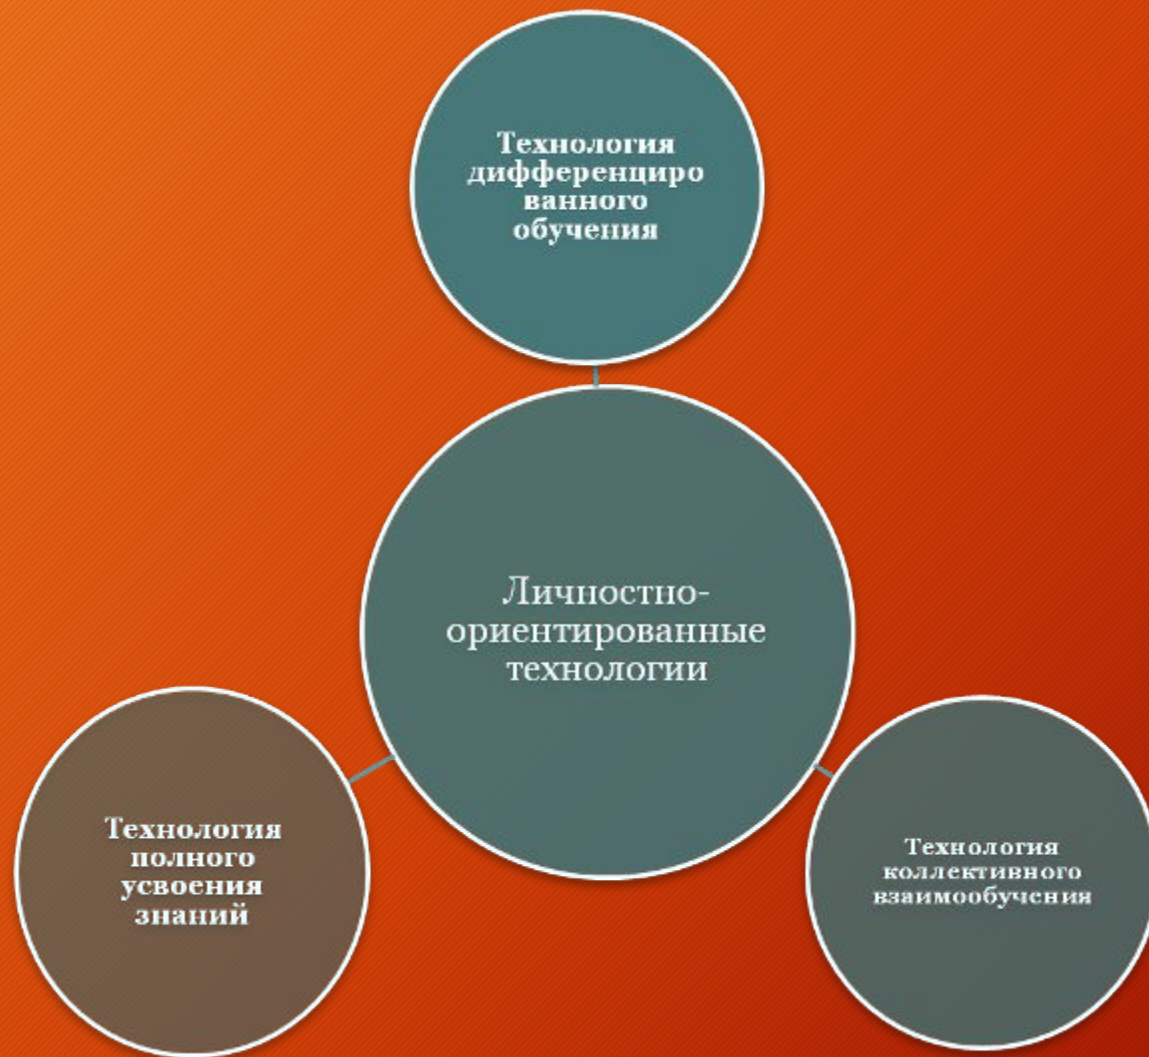 Технология
дифференциро
ванного
обучения
Личностно-
ориентированные
технологии
Технология
полного
усвоения
знаний
Технология
коллективного
взаимообучения